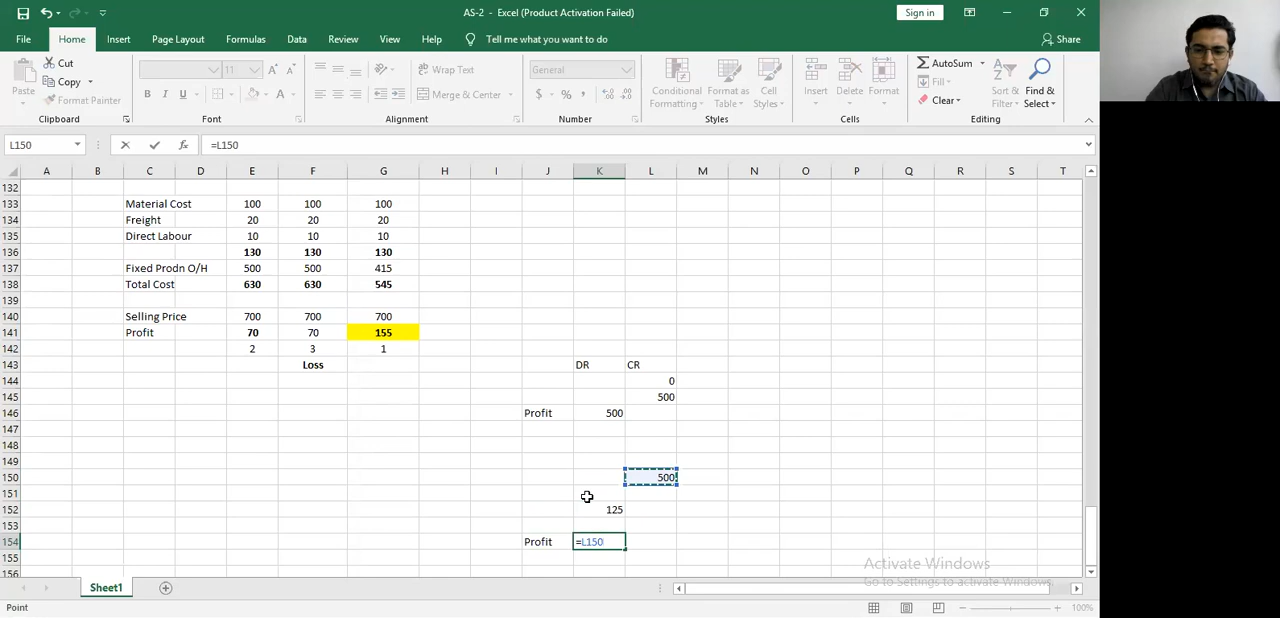 AS-2 - Excel (Product Activation Failed)
Sign in
File Home Insert Page Layout Formulas Data Review View Help Tell me what you want to do Share
Paste
Cut
Copy
Format Painter
Clipboard
B I U A
Font
Wrap Text
Merge & Center
Alignment
General
$ % ,
Number
Conditional Formatting
Format as Table
Cell Styles
Styles
Insert Delete Format
Cells
AutoSum
Fill
Clear
Sort & Filter
Find & Select
Editing
L150 fx =L150
A B C D E F G H I J K L M N O P Q R S T
132
133 Material Cost 100 100 100
134 Freight 20 20 20
135 Direct Labour 10 10 10
136 130 130 130
137 Fixed Prodn O/H 500 500 415
138 Total Cost 630 630 545
139
140 Selling Price 700 700 700
141 Profit 70 70 155
142 2 3 1
143 Loss DR CR
144 0
145 500
146 Profit 500
147
148
149
150 500
151
152 125
153
154 Profit =L150
155
156
Activate Windows
Go to Settings to activate Windows.
Sheet1
Point
100%